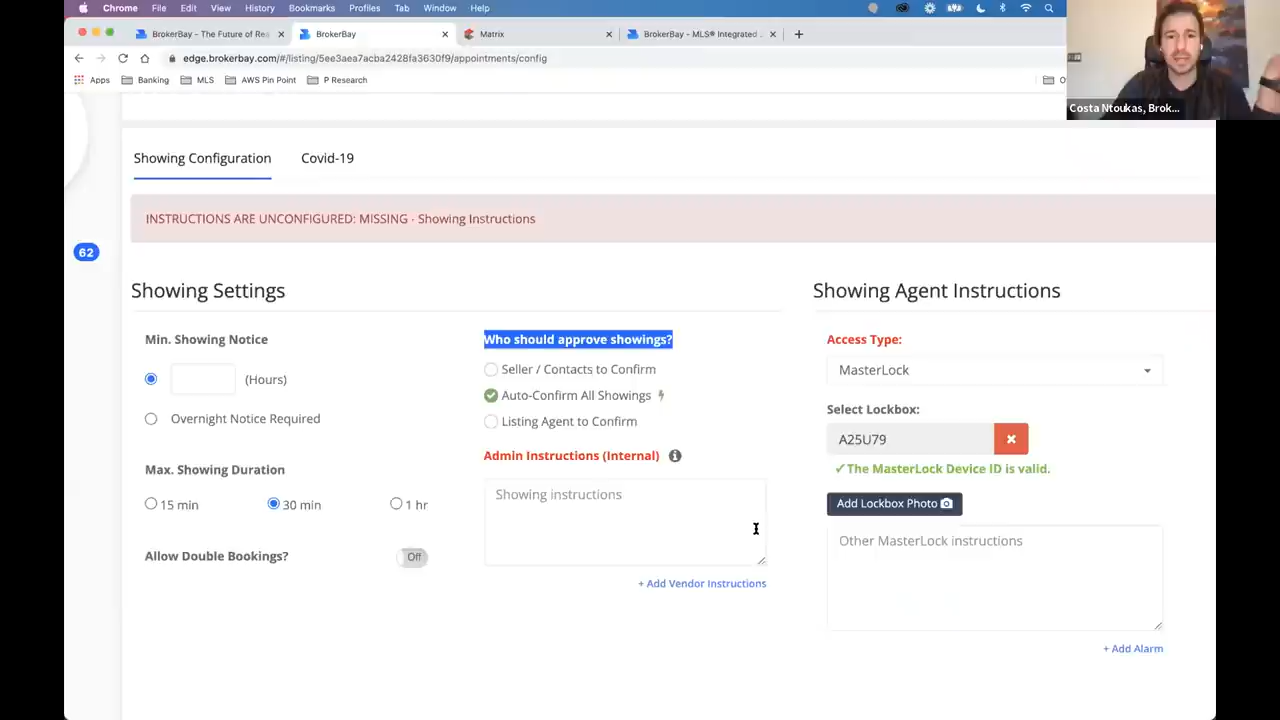 Chrome File Edit View History Bookmarks Profiles Tab Window Help
BrokerBay - The Future of Rea
BrokerBay
Matrix
BrokerBay - MLS® Integrated
edge.brokerbay.com/#/listing/5ee3aea7acba2428fa3630f9/appointments/config
Apps Banking MLS AWS Pin Point P Research
Costa Ntoukas, Brok...
Showing Configuration Covid-19
INSTRUCTIONS ARE UNCONFIGURED: MISSING - Showing Instructions
62
Showing Settings
Min. Showing Notice
(Hours)
Overnight Notice Required
Max. Showing Duration
15 min 30 min 1 hr
Allow Double Bookings? Off
Who should approve showings?
Seller / Contacts to Confirm
Auto-Confirm All Showings
Listing Agent to Confirm
Admin Instructions (Internal)
Showing instructions
+ Add Vendor Instructions
Showing Agent Instructions
Access Type:
MasterLock
Select Lockbox:
A25U79
✓The MasterLock Device ID is valid.
Add Lockbox Photo
Other MasterLock instructions
+ Add Alarm